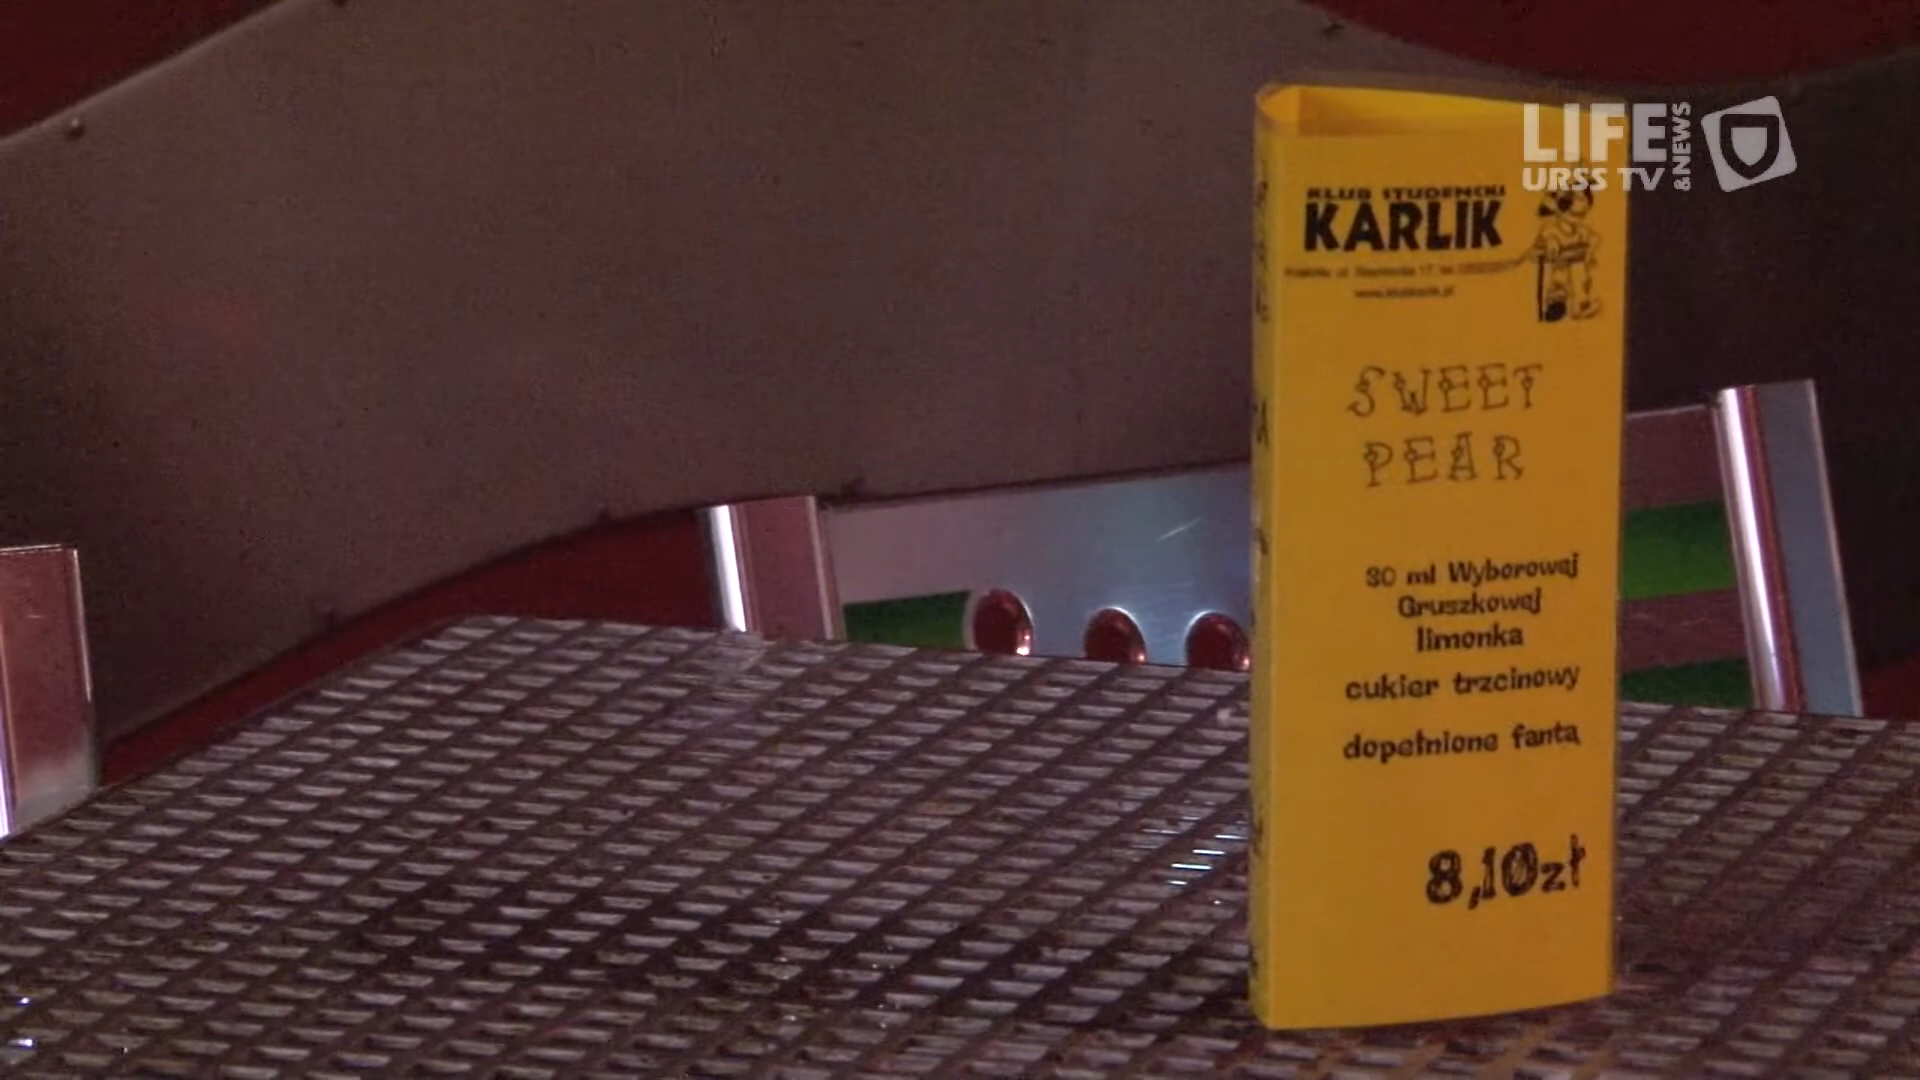 LIFE
&NEWS
URSS TV
KLUB STUDENCKI
KARLIK
SWEET
PEAR
30 ml Wyborowej
Gruszkowej
limonka
cukier trzcinowy
dopełnione fantą
8,10zł